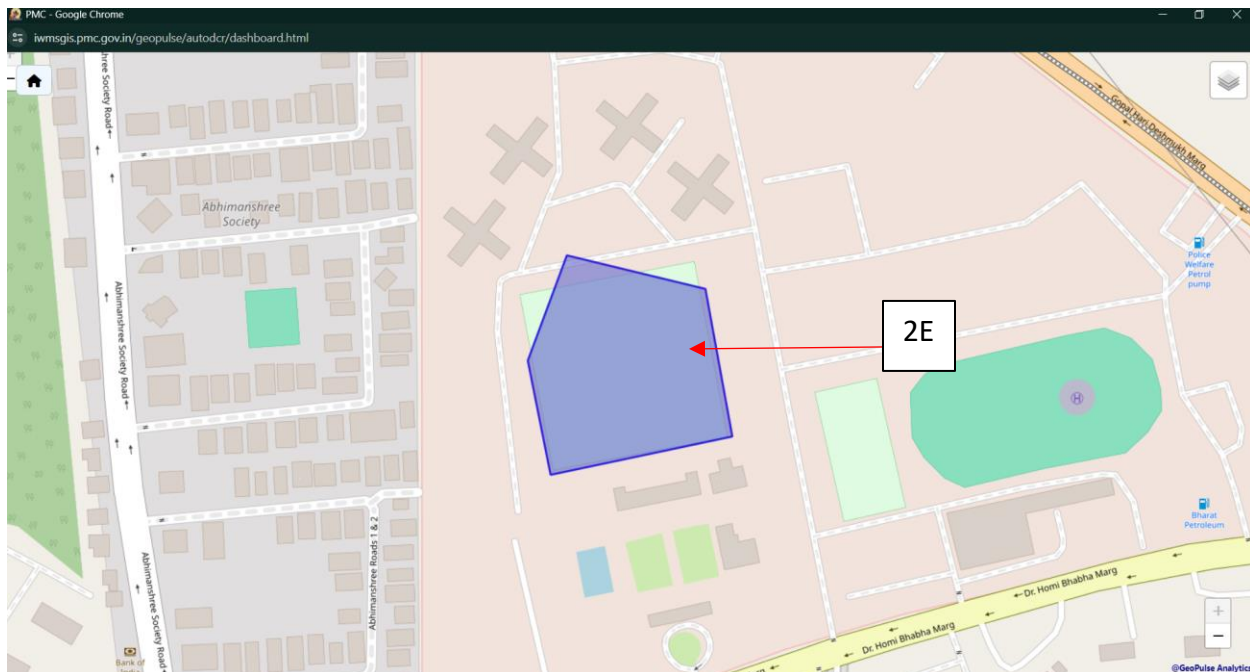 PMC - Google Chrome
iwmsgis.pmc.gov.in/geopulse/autodcr/dashboard.html
Abhimanshree Society Road
Gopal Hari Deshmukh Marg
Abhimanshree
Society
Police
Welfare
Petrol
pump
Abhimanshree Society Road
2E
H
Bharat
Petroleum
Abhimanshree Roads 1 & 2
Abhimanshree Society Road
Dr. Homi Bhabha Marg
Dr. Homi Bhabha Marg
Bank of
India
@GeoPulse Analytics